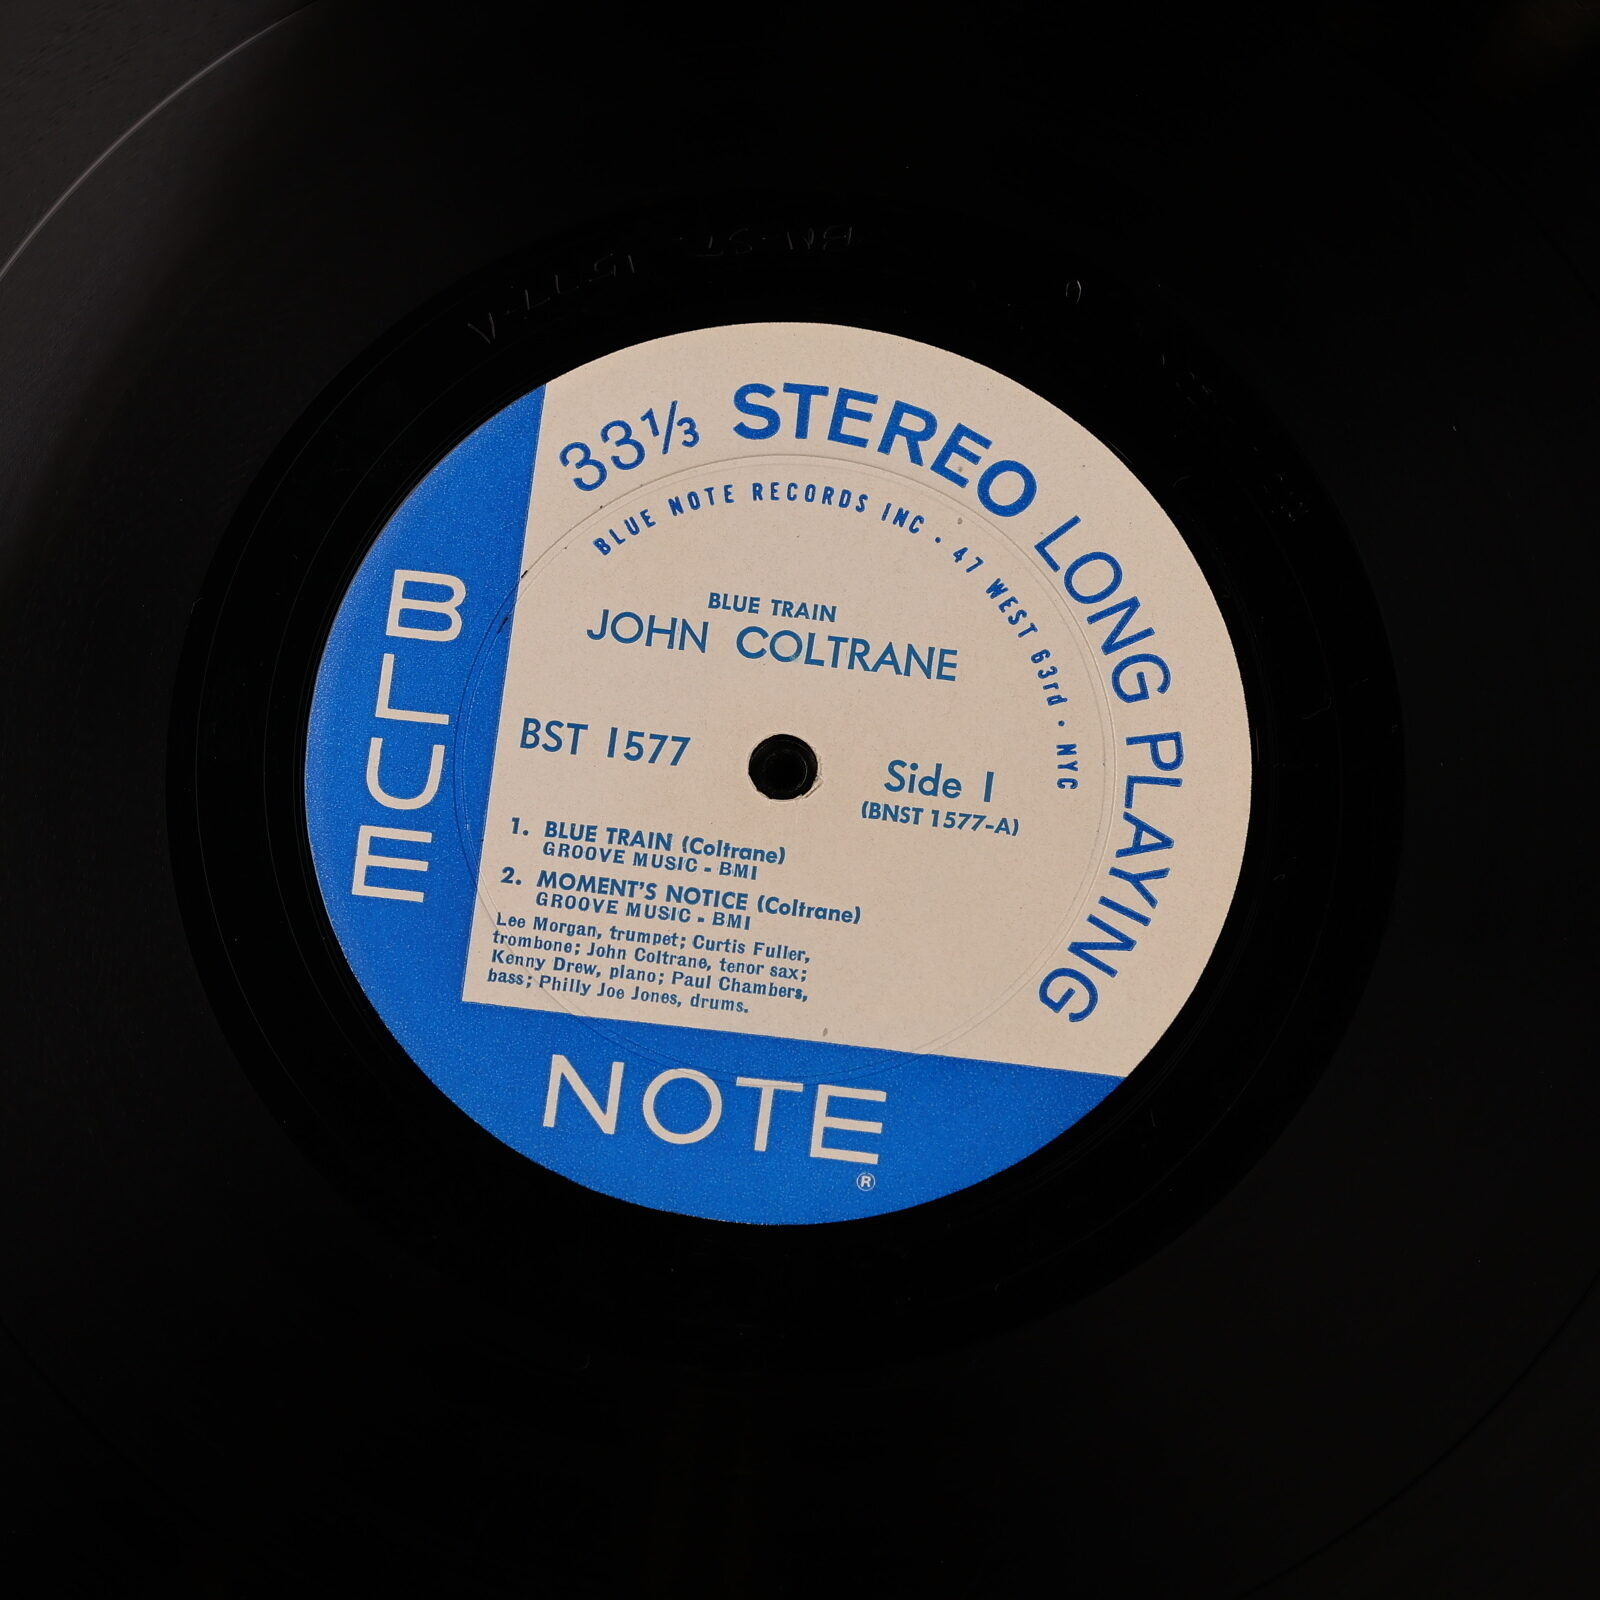 BN-ST 1577-A
33⅓ STEREO LONG PLAYING
BLUE NOTE RECORDS INC · 47 WEST 63rd · NYC
BLUE TRAIN
JOHN COLTRANE
BST 1577
Side 1
(BNST 1577-A)
1. BLUE TRAIN (Coltrane)
GROOVE MUSIC - BMI
2. MOMENT'S NOTICE (Coltrane)
GROOVE MUSIC - BMI
Lee Morgan, trumpet; Curtis Fuller,
trombone; John Coltrane, tenor sax;
Kenny Drew, piano; Paul Chambers,
bass; Philly Joe Jones, drums.
BLUE
NOTE
®